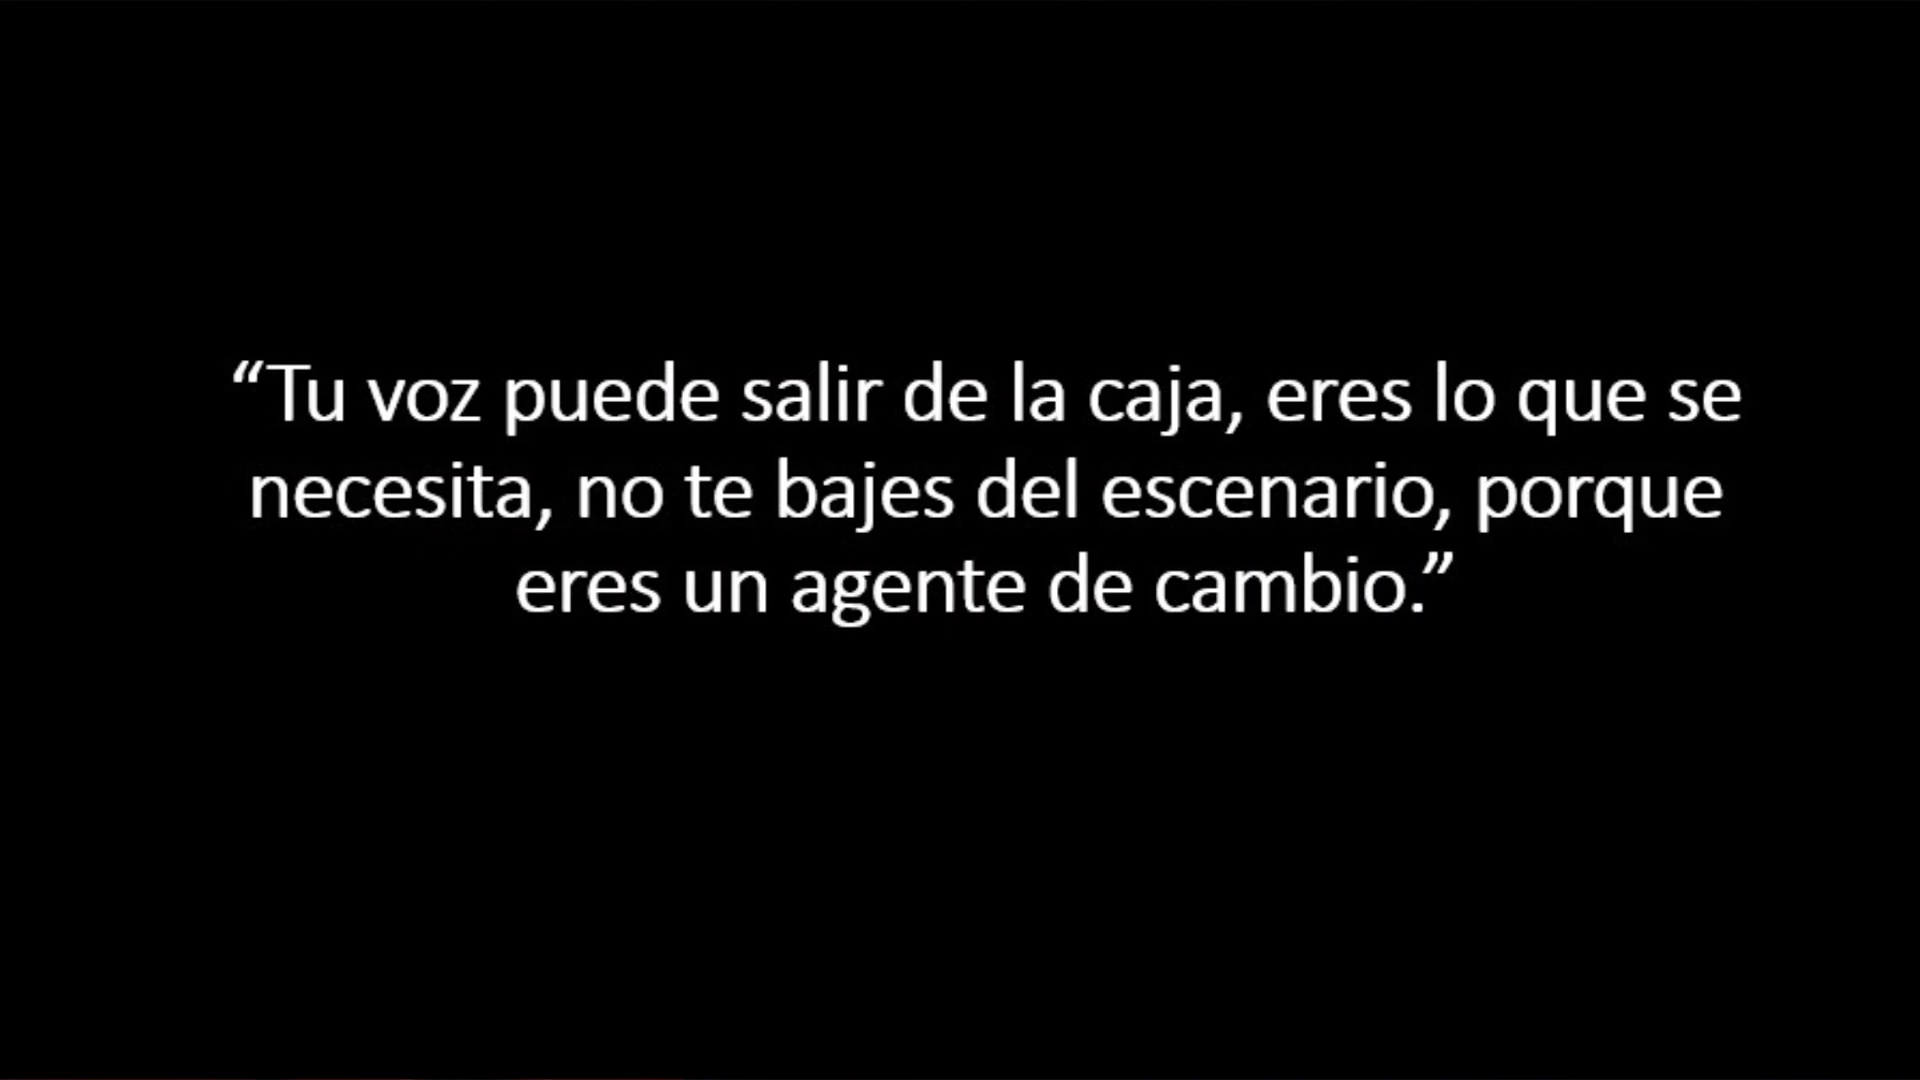 “Tu voz puede salir de la caja, eres lo que se
necesita, no te bajes del escenario, porque
eres un agente de cambio.”